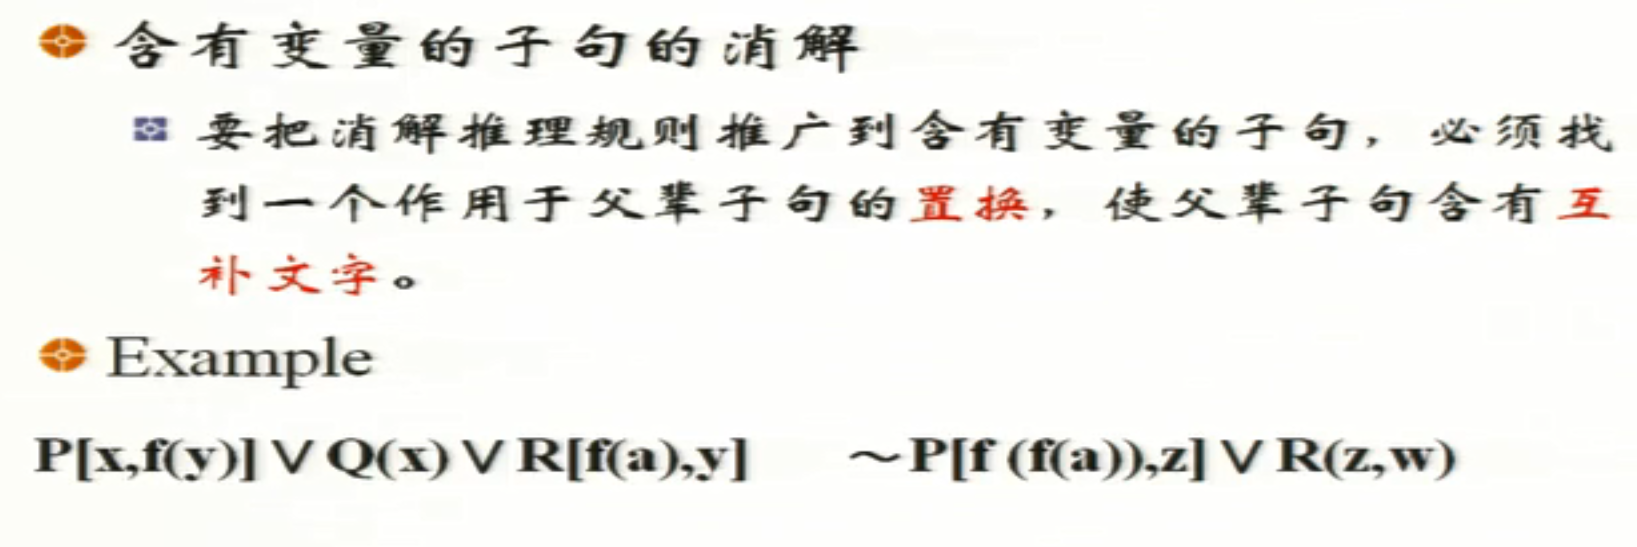 含有变量的子句的消解
要把消解推理规则推广到含有变量的子句，必须找
到一个作用于父辈子句的置换，使父辈子句含有互
补文字。
Example
P[x,f(y)]∨Q(x)∨R[f(a),y] ～P[f (f(a)),z]∨R(z,w)